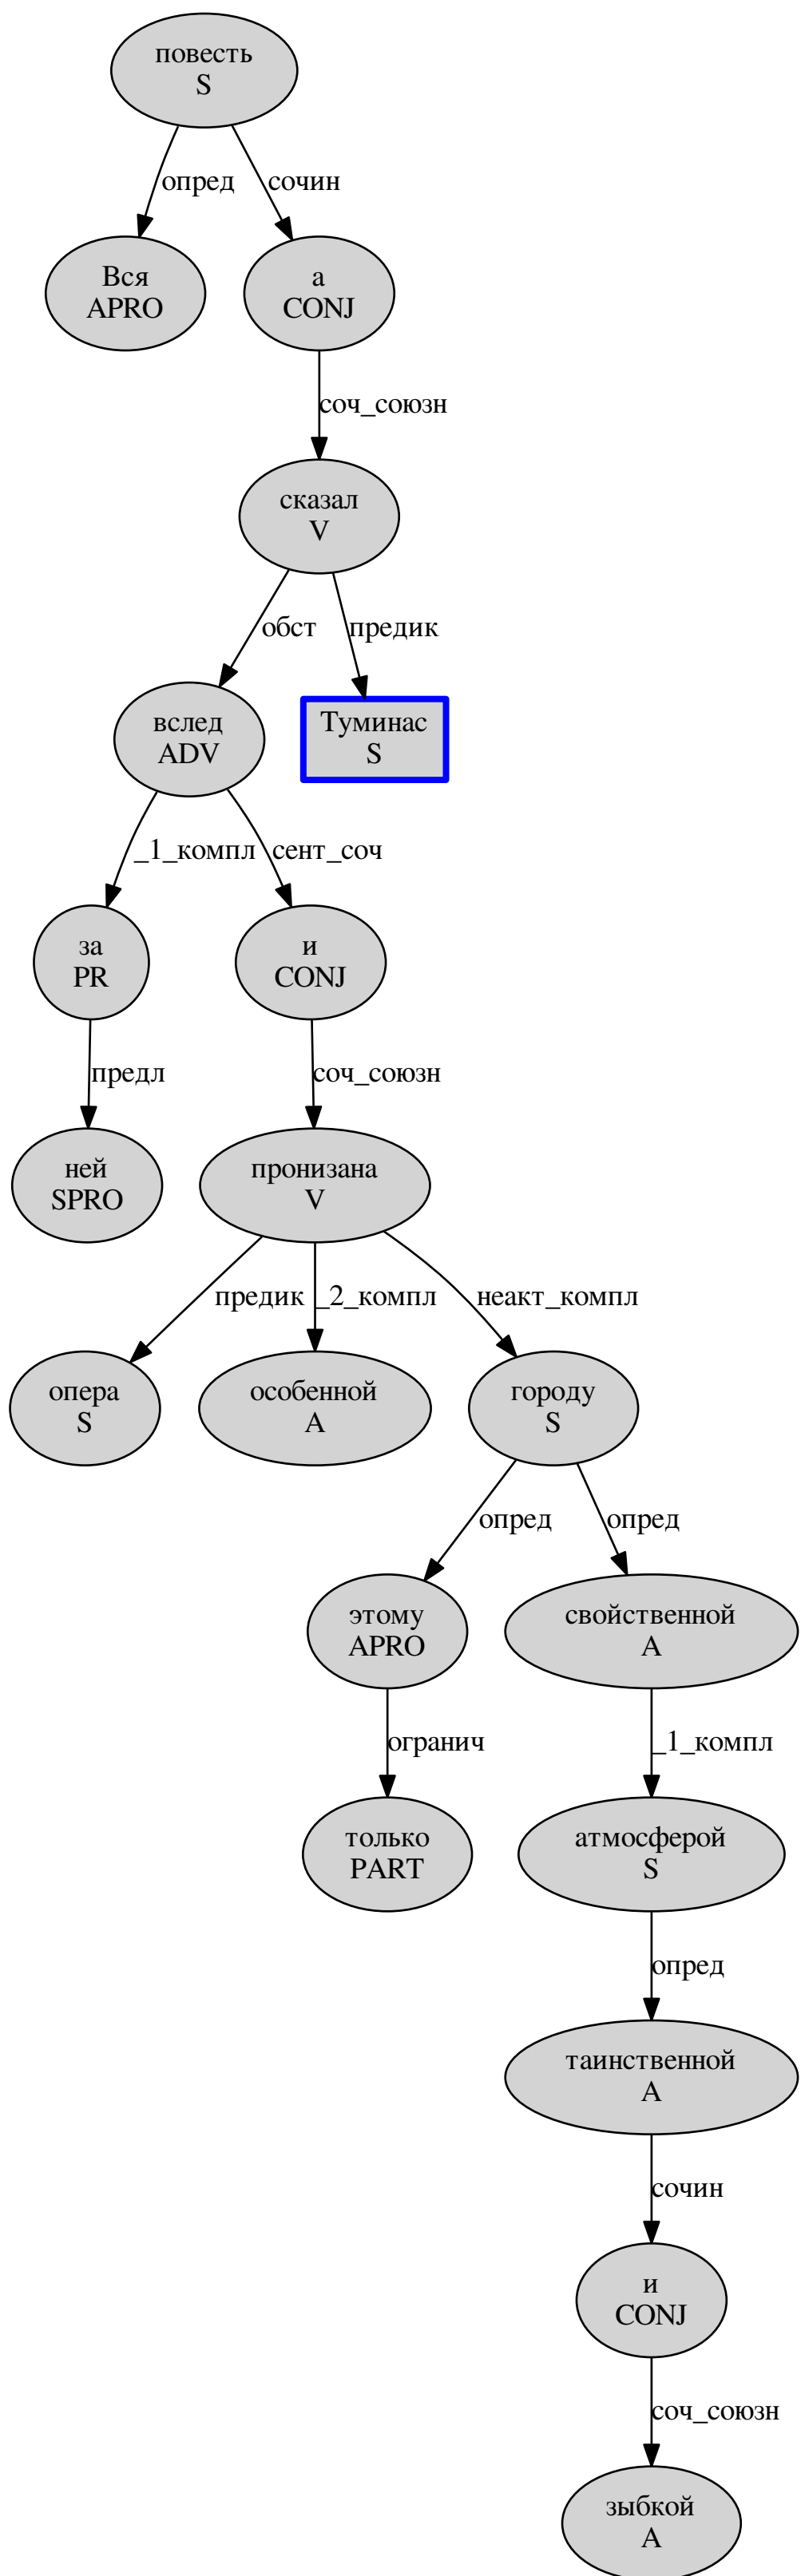 повесть
S
опред
сочин
Вся
APRO
а
CONJ
соч_союзн
сказал
V
обст
предик
вслед
ADV
Туминас
S
_1_компл
сент_соч
за
PR
и
CONJ
предл
соч_союзн
ней
SPRO
пронизана
V
предик
_2_компл
неакт_компл
опера
S
особенной
A
городу
S
опред
опред
этому
APRO
свойственной
A
огранич
_1_компл
только
PART
атмосферой
S
опред
таинственной
A
сочин
и
CONJ
соч_союзн
зыбкой
A